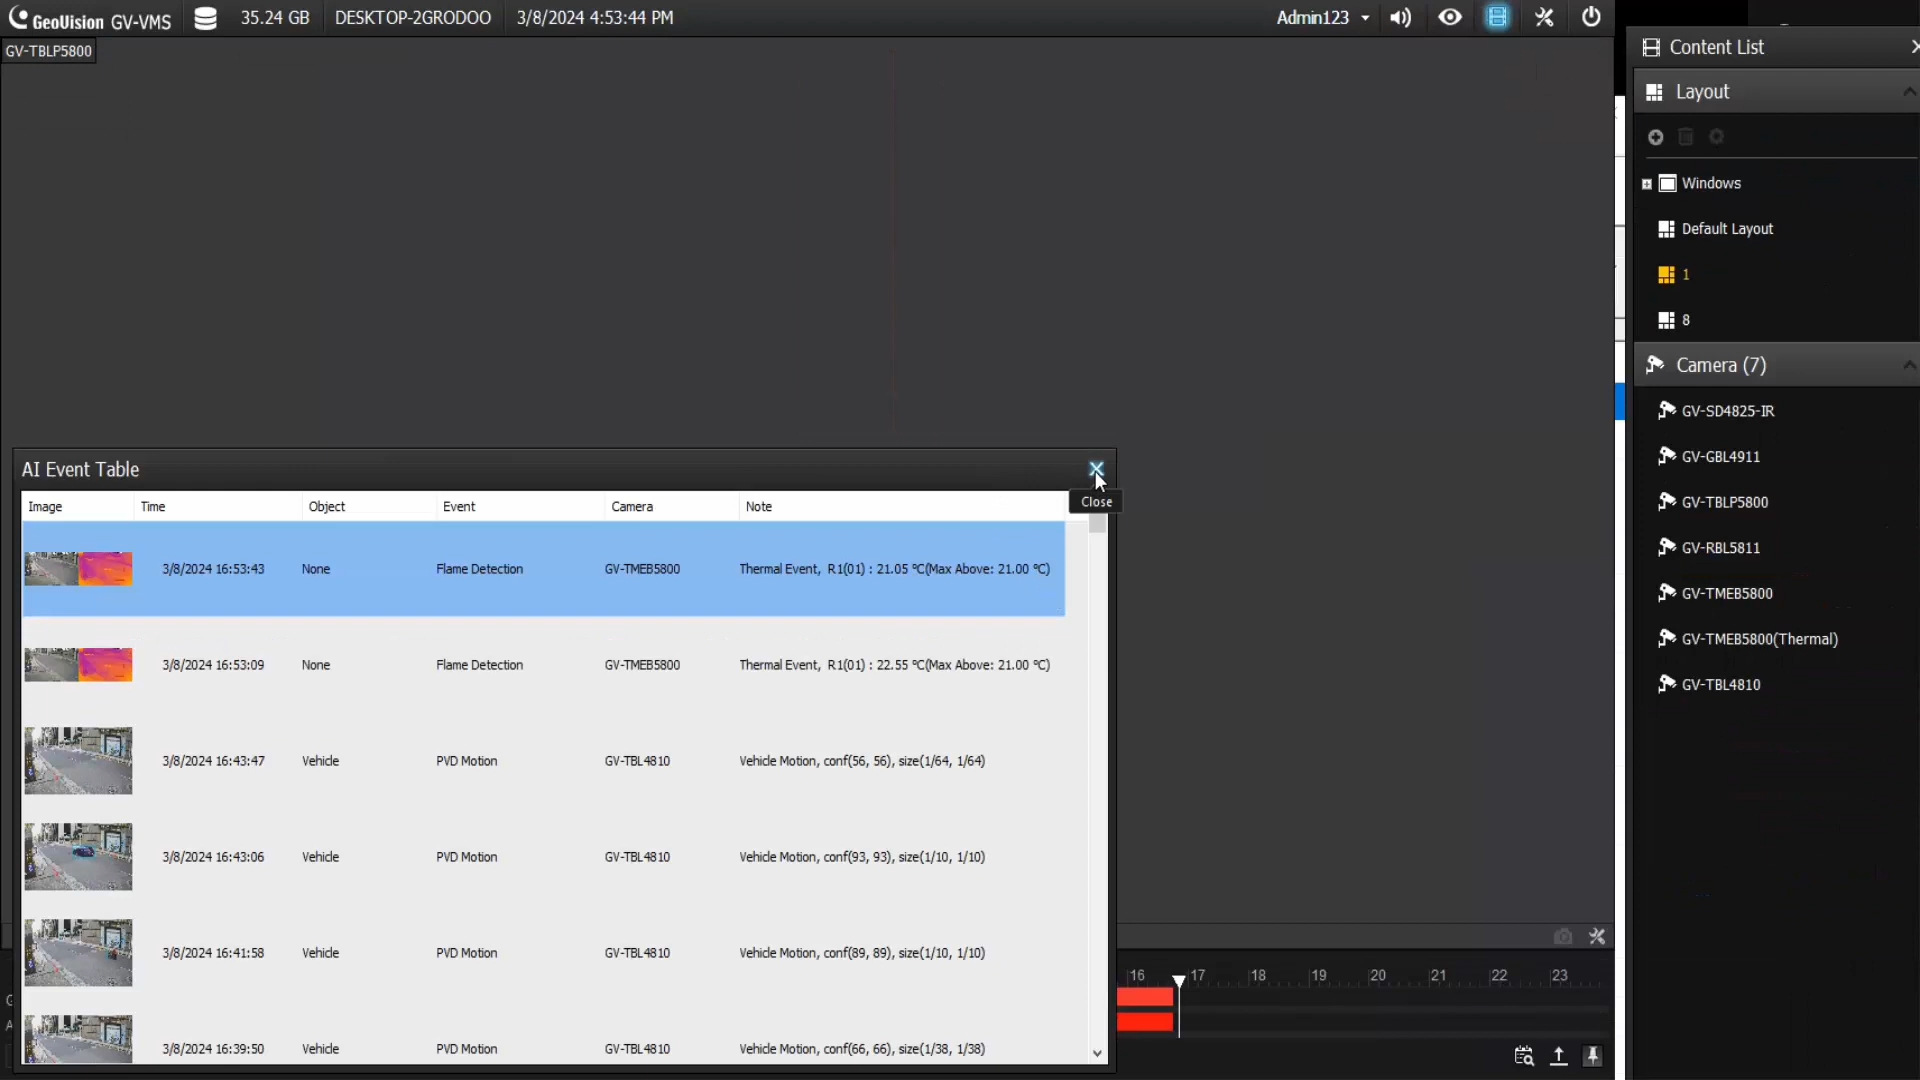 GeoVision GV-VMS 35.24 GB DESKTOP-2GRODOO 3/8/2024 4:53:44 PM Admin123
GV-TBLP5800
Content List
Layout
Windows
Default Layout
1
8
Camera (7)
GV-SD4825-IR
GV-GBL4911
GV-TBLP5800
GV-RBL5811
GV-TMEB5800
GV-TMEB5800(Thermal)
GV-TBL4810
AI Event Table
Close
Image Time Object Event Camera Note
3/8/2024 16:53:43 None Flame Detection GV-TMEB5800 Thermal Event, R1(01) : 21.05 ℃(Max Above: 21.00 ℃)
3/8/2024 16:53:09 None Flame Detection GV-TMEB5800 Thermal Event, R1(01) : 22.55 ℃(Max Above: 21.00 ℃)
3/8/2024 16:43:47 Vehicle PVD Motion GV-TBL4810 Vehicle Motion, conf(56, 56), size(1/64, 1/64)
3/8/2024 16:43:06 Vehicle PVD Motion GV-TBL4810 Vehicle Motion, conf(93, 93), size(1/10, 1/10)
3/8/2024 16:41:58 Vehicle PVD Motion GV-TBL4810 Vehicle Motion, conf(89, 89), size(1/10, 1/10)
3/8/2024 16:39:50 Vehicle PVD Motion GV-TBL4810 Vehicle Motion, conf(66, 66), size(1/38, 1/38)
16 17 18 19 20 21 22 23